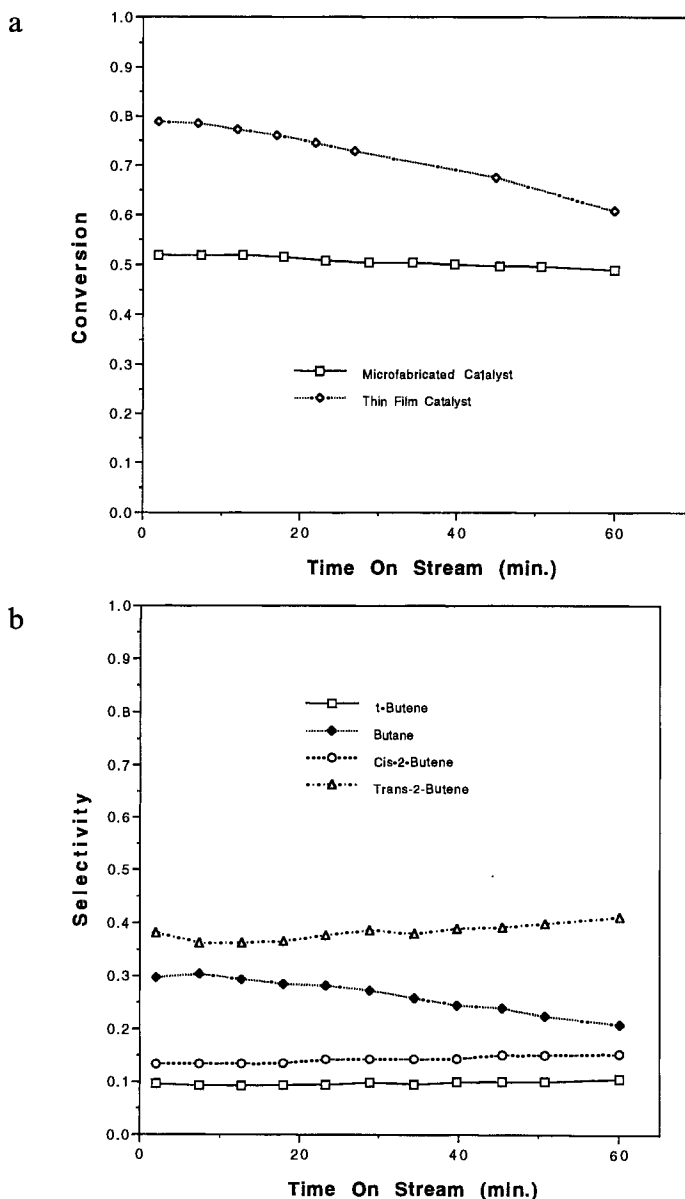 a
1.0
0.9
0.8
0.7
0.6
0.5
0.4
0.3
0.2
0.1
0.0
Conversion
Microfabricated Catalyst
Thin Film Catalyst
0 20 40 60
Time On Stream (min.)
b
1.0
0.9
0.8
0.7
0.6
0.5
0.4
0.3
0.2
0.1
0.0
Selectivity
t-Butene
Butane
Cis-2-Butene
Trans-2-Butene
0 20 40 60
Time On Stream (min.)